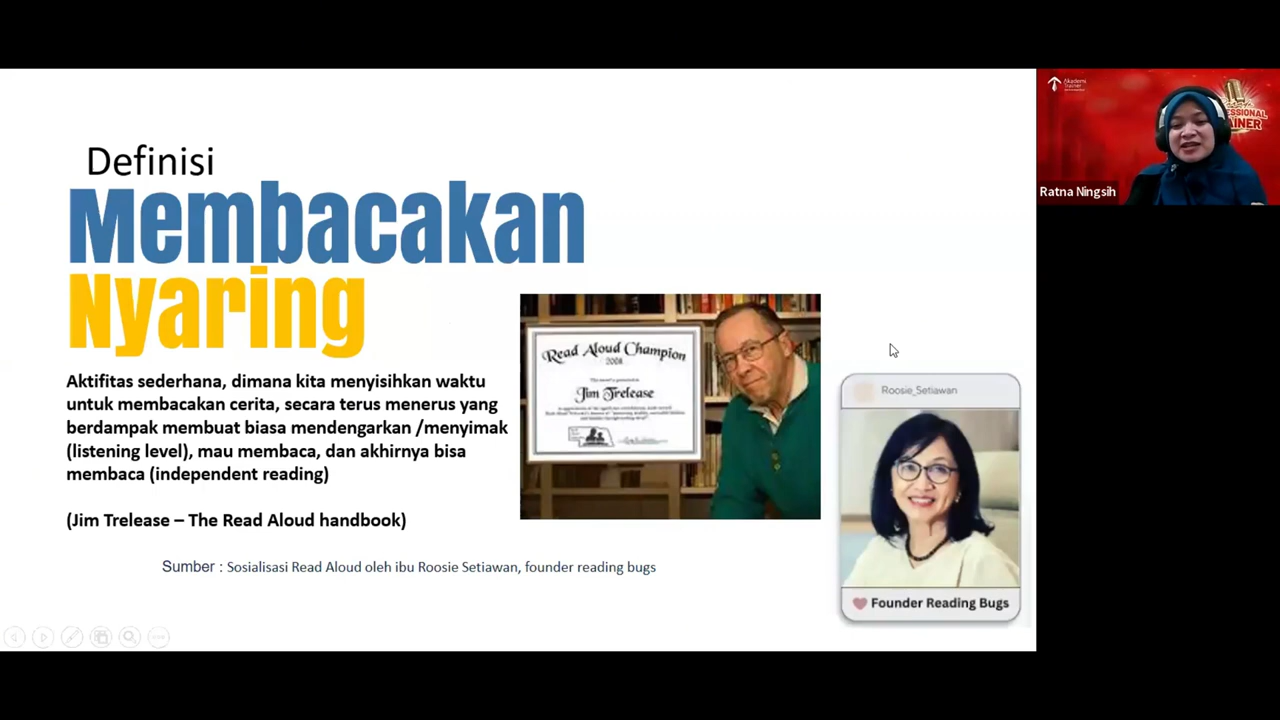 Definisi
Membacakan
Nyaring
Aktifitas sederhana, dimana kita menyisihkan waktu
untuk membacakan cerita, secara terus menerus yang
berdampak membuat biasa mendengarkan /menyimak
(listening level), mau membaca, dan akhirnya bisa
membaca (independent reading)
(Jim Trelease – The Read Aloud handbook)
Sumber : Sosialisasi Read Aloud oleh ibu Roosie Setiawan, founder reading bugs
Read Aloud Champion
2008
Jim Trelease
Roosie_Setiawan
Founder Reading Bugs
Akademi
Trainer
Ratna Ningsih